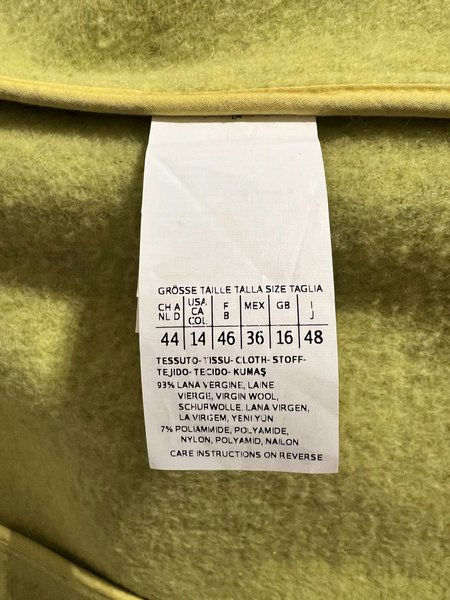 GRÖSSE TAILLE TALLA SIZE TAGLIA
CH A NL D USA CA COL F B MEX GB I J
44 14 46 36 16 48
TESSUTO-TISSU-CLOTH-STOFF-
TEJIDO-TECIDO-KUMAŞ
93% LANA VERGINE, LAINE
VIERGE, VIRGIN WOOL,
SCHURWOLLE, LANA VIRGEN,
LA VIRGEM, YENI YUN
7% POLIAMMIDE, POLYAMIDE,
NYLON, POLYAMID, NAILON
CARE INSTRUCTIONS ON REVERSE